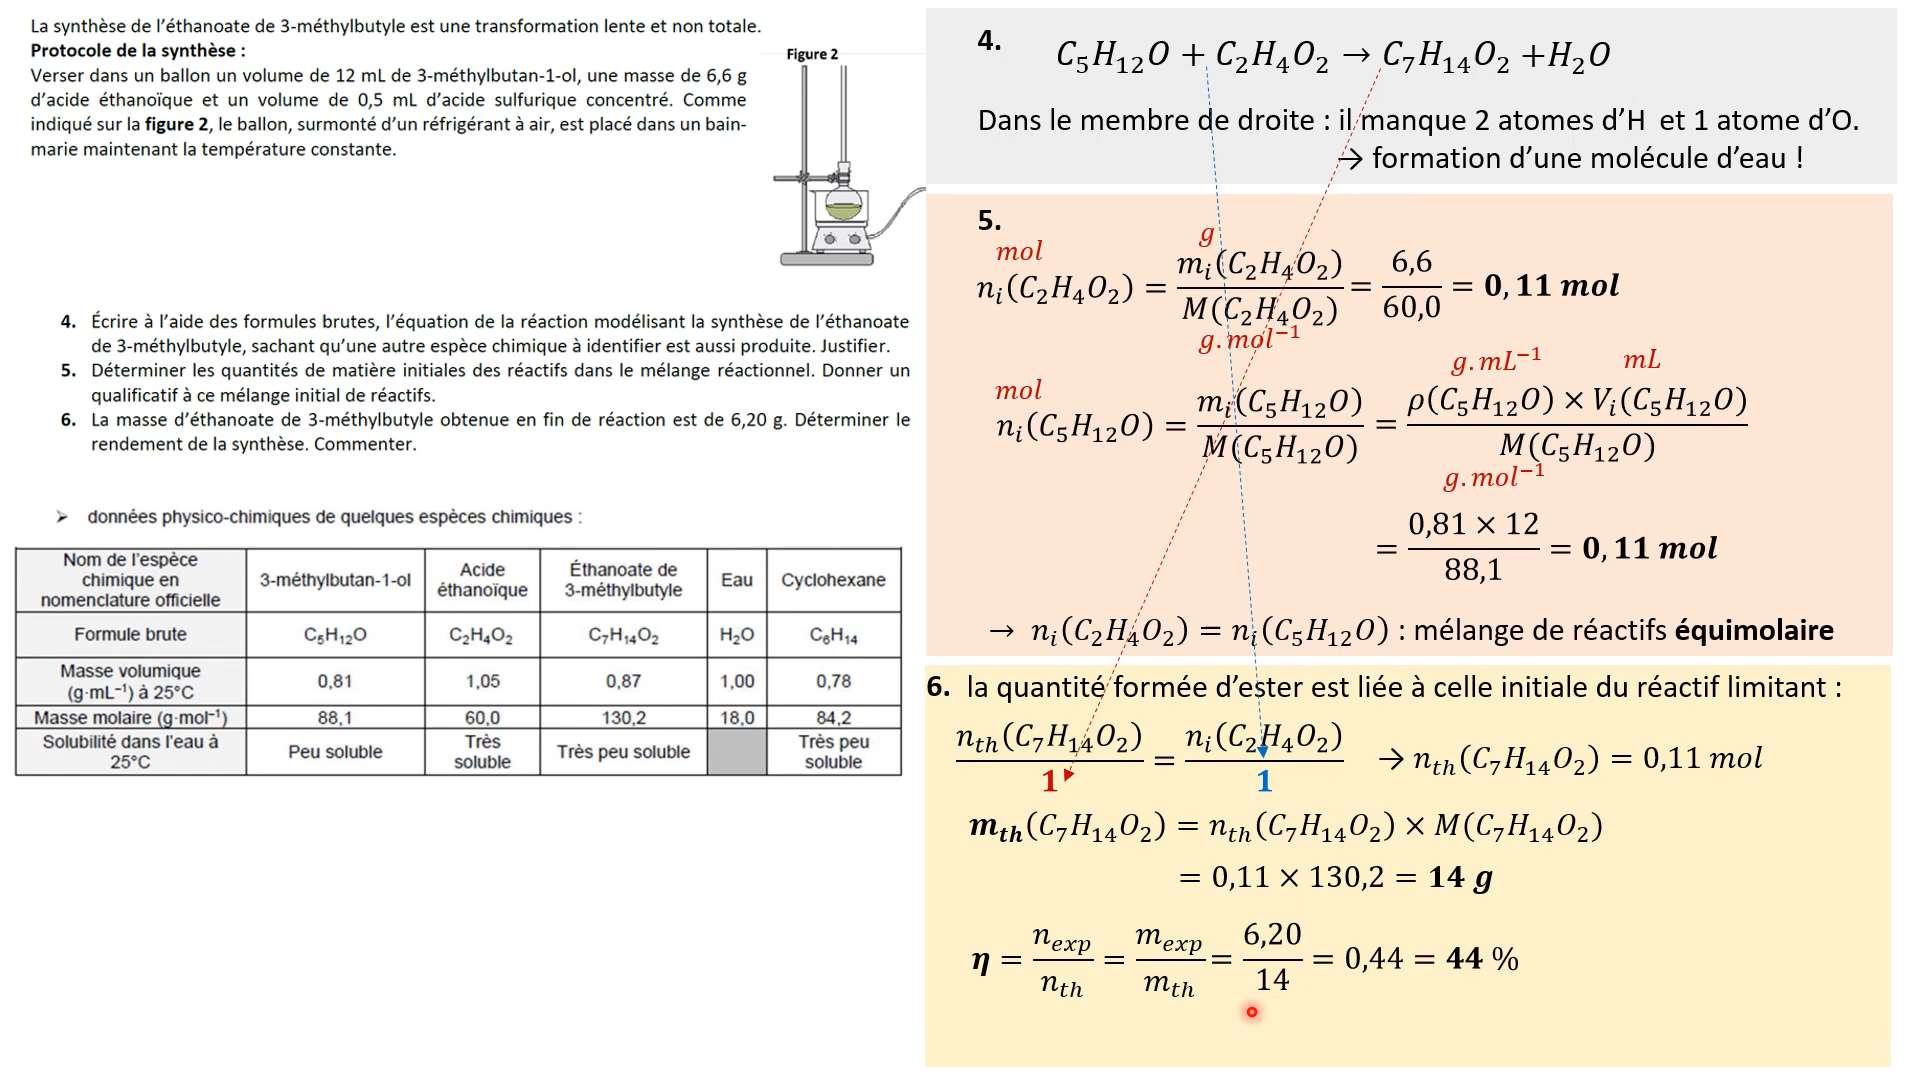 La synthèse de l’éthanoate de 3-méthylbutyle est une transformation lente et non totale.
Protocole de la synthèse :
Verser dans un ballon un volume de 12 mL de 3-méthylbutan-1-ol, une masse de 6,6 g
d’acide éthanoïque et un volume de 0,5 mL d’acide sulfurique concentré. Comme
indiqué sur la figure 2, le ballon, surmonté d’un réfrigérant à air, est placé dans un bain-
marie maintenant la température constante.
Figure 2
4. Écrire à l’aide des formules brutes, l’équation de la réaction modélisant la synthèse de l’éthanoate
de 3-méthylbutyle, sachant qu’une autre espèce chimique à identifier est aussi produite. Justifier.
5. Déterminer les quantités de matière initiales des réactifs dans le mélange réactionnel. Donner un
qualificatif à ce mélange initial de réactifs.
6. La masse d’éthanoate de 3-méthylbutyle obtenue en fin de réaction est de 6,20 g. Déterminer le
rendement de la synthèse. Commenter.
➢ données physico-chimiques de quelques espèces chimiques :
Nom de l’espèce chimique en nomenclature officielle | 3-méthylbutan-1-ol | Acide éthanoïque | Éthanoate de 3-méthylbutyle | Eau | Cyclohexane
Formule brute | C₅H₁₂O | C₂H₄O₂ | C₇H₁₄O₂ | H₂O | C₆H₁₄
Masse volumique (g·mL⁻¹) à 25°C | 0,81 | 1,05 | 0,87 | 1,00 | 0,78
Masse molaire (g·mol⁻¹) | 88,1 | 60,0 | 130,2 | 18,0 | 84,2
Solubilité dans l’eau à 25°C | Peu soluble | Très soluble | Très peu soluble | | Très peu soluble
4. C₅H₁₂O + C₂H₄O₂ → C₇H₁₄O₂ + H₂O
Dans le membre de droite : il manque 2 atomes d’H et 1 atome d’O.
→ formation d’une molécule d’eau !
5.
mol g
nᵢ(C₂H₄O₂) = mᵢ(C₂H₄O₂) / M(C₂H₄O₂) = 6,6 / 60,0 = 0,11 mol
g.mol⁻¹
mol g.mL⁻¹ mL
nᵢ(C₅H₁₂O) = mᵢ(C₅H₁₂O) / M(C₅H₁₂O) = ρ(C₅H₁₂O) × Vᵢ(C₅H₁₂O) / M(C₅H₁₂O)
g.mol⁻¹
= 0,81 × 12 / 88,1 = 0,11 mol
→ nᵢ(C₂H₄O₂) = nᵢ(C₅H₁₂O) : mélange de réactifs équimolaire
6. la quantité formée d’ester est liée à celle initiale du réactif limitant :
n_th(C₇H₁₄O₂) / 1 = nᵢ(C₂H₄O₂) / 1 → n_th(C₇H₁₄O₂) = 0,11 mol
m_th(C₇H₁₄O₂) = n_th(C₇H₁₄O₂) × M(C₇H₁₄O₂)
= 0,11 × 130,2 = 14 g
η = n_exp / n_th = m_exp / m_th = 6,20 / 14 = 0,44 = 44 %